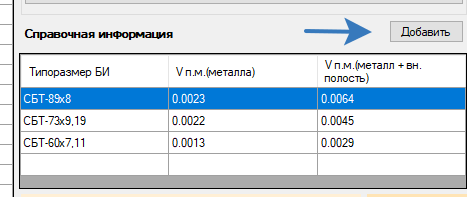 Справочная информация
Добавить
Типоразмер БИ V п.м.(металла) V п.м.(металл + вн. полость)
СБТ-89х8 0.0023 0.0064
СБТ-73х9,19 0.0022 0.0045
СБТ-60х7,11 0.0013 0.0029